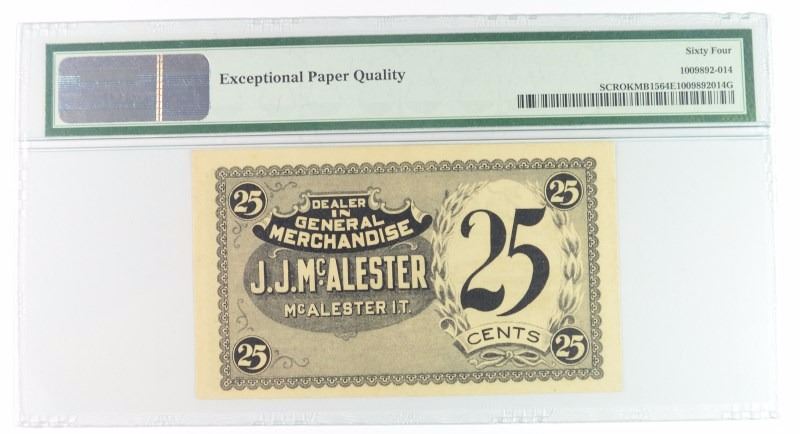 Exceptional Paper Quality
Sixty Four
1009892-014
SCROKMB1564E1009892014G
25
25
DEALER
IN
GENERAL
MERCHANDISE
J.J. McALESTER
McALESTER I.T.
25
CENTS
25
25